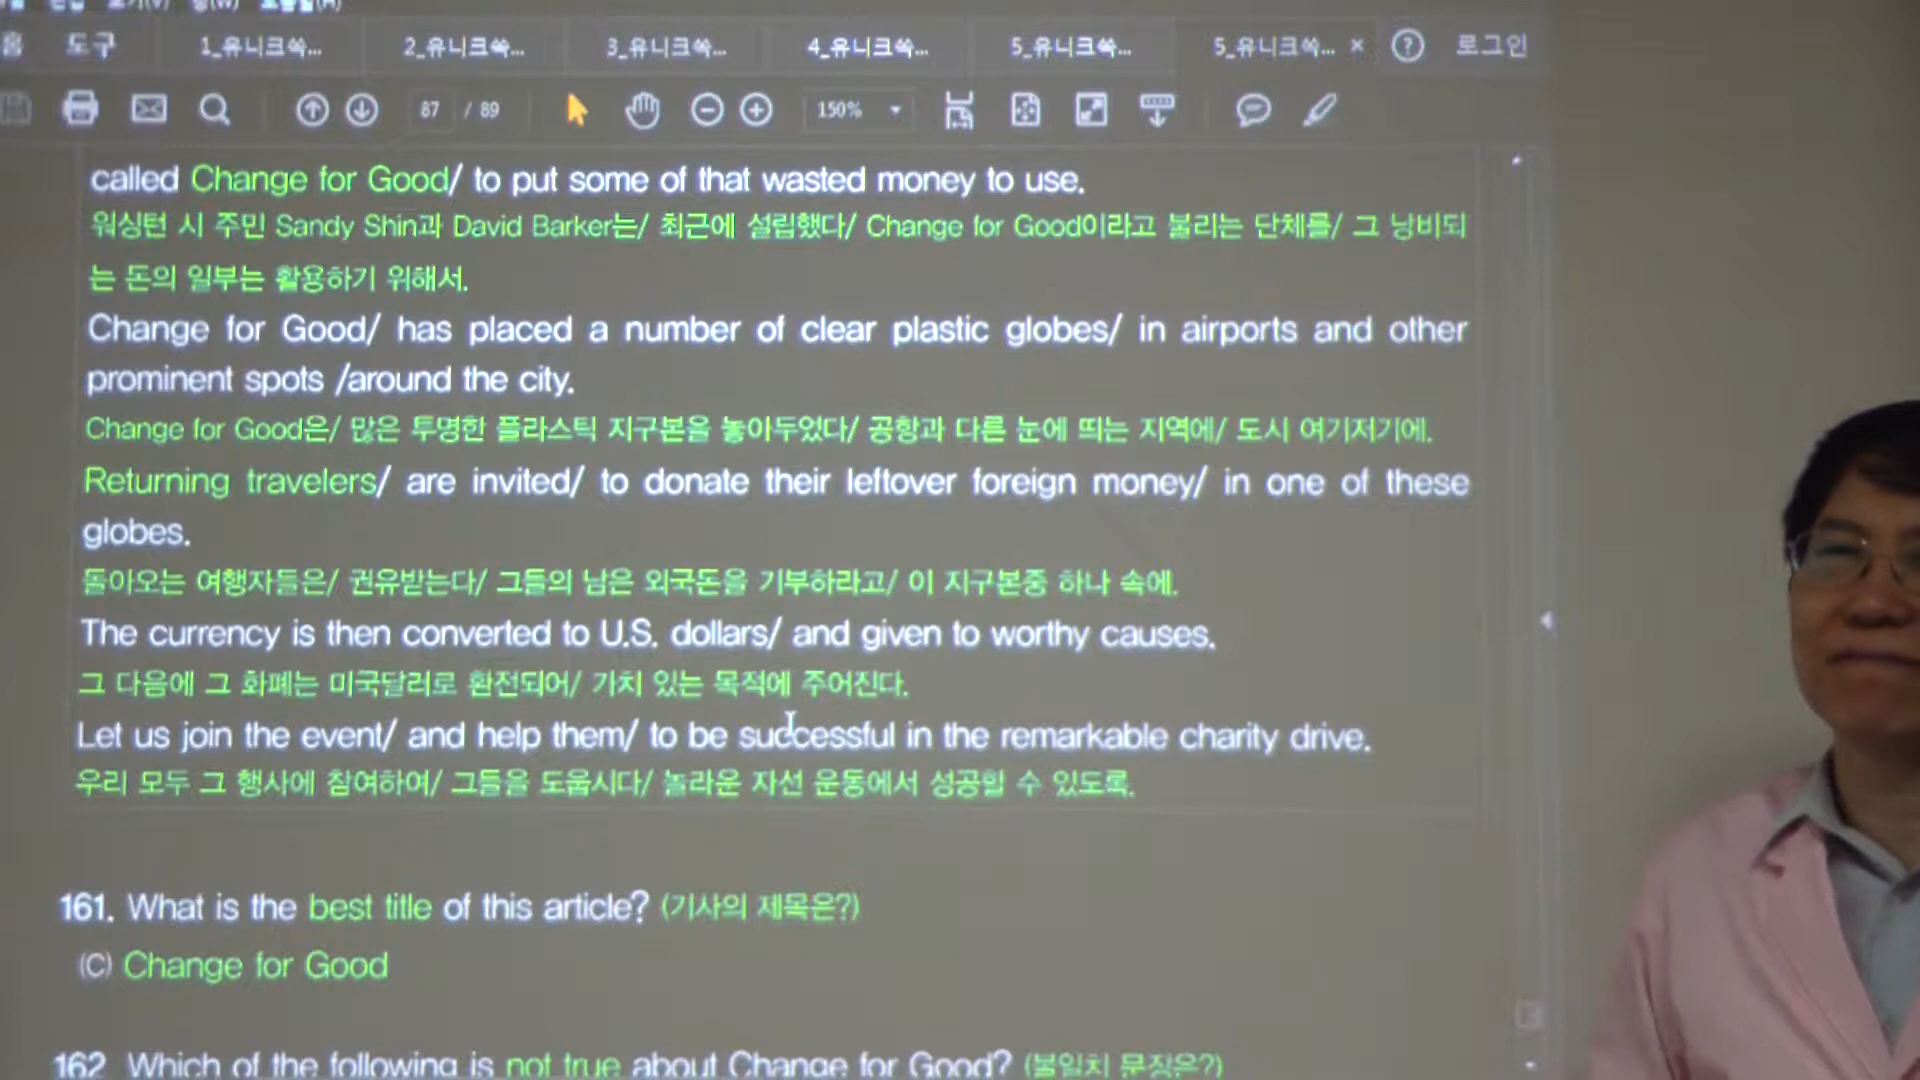 보기(V) 창(W) 도움말(H)
홈 도구 1_유니크쏙... 2_유니크쏙... 3_유니크쏙... 4_유니크쏙... 5_유니크쏙... 5_유니크쏙... × ? 로그인
87 / 89 150%
called Change for Good/ to put some of that wasted money to use.
워싱턴 시 주민 Sandy Shin과 David Barker는/ 최근에 설립했다/ Change for Good이라고 불리는 단체를/ 그 낭비되
는 돈의 일부는 활용하기 위해서.
Change for Good/ has placed a number of clear plastic globes/ in airports and other
prominent spots /around the city.
Change for Good은/ 많은 투명한 플라스틱 지구본을 놓아두었다/ 공항과 다른 눈에 띄는 지역에/ 도시 여기저기에.
Returning travelers/ are invited/ to donate their leftover foreign money/ in one of these
globes.
돌아오는 여행자들은/ 권유받는다/ 그들의 남은 외국돈을 기부하라고/ 이 지구본중 하나 속에.
The currency is then converted to U.S. dollars/ and given to worthy causes.
그 다음에 그 화폐는 미국달러로 환전되어/ 가치 있는 목적에 주어진다.
Let us join the event/ and help them/ to be successful in the remarkable charity drive.
우리 모두 그 행사에 참여하여/ 그들을 도웁시다/ 놀라운 자선 운동에서 성공할 수 있도록.
161. What is the best title of this article? (기사의 제목은?)
(C) Change for Good
162 Which of the following is not true about Change for Good? (불일치 문장은?)